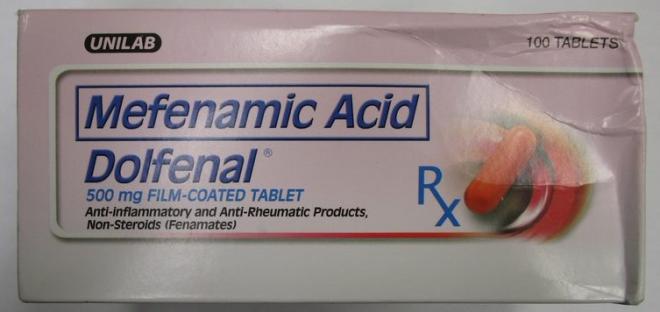 UNILAB
100 TABLETS
Mefenamic Acid
Dolfenal®
500 mg FILM-COATED TABLET
Anti-inflammatory and Anti-Rheumatic Products,
Non-Steroids (Fenamates)
Rx